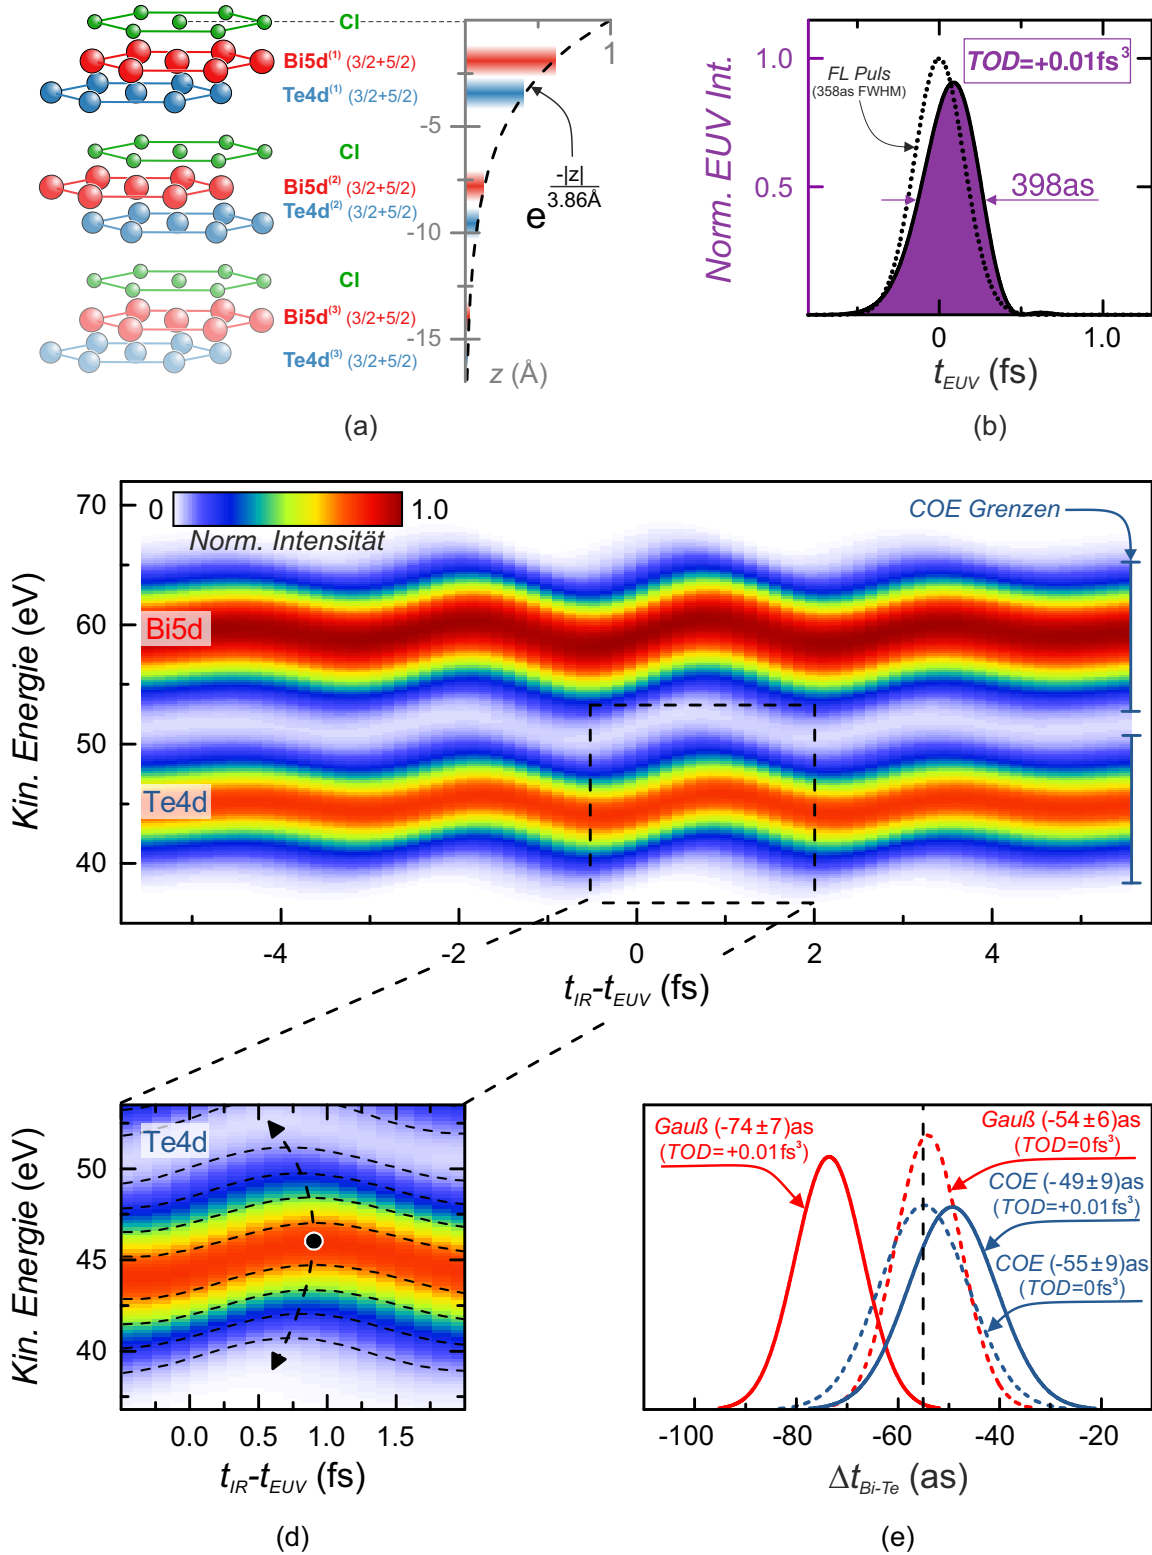 Cl
Bi5d(1) (3/2+5/2)
Te4d(1) (3/2+5/2)
Cl
Bi5d(2) (3/2+5/2)
Te4d(2) (3/2+5/2)
Cl
Bi5d(3) (3/2+5/2)
Te4d(3) (3/2+5/2)
1
-5
-10
-15
z (Å)
e -|z|/3.86Å
(a)
Norm. EUV Int.
1.0
0.5
TOD=+0.01fs³
FL Puls
(358as FWHM)
398as
0
1.0
tEUV (fs)
(b)
Kin. Energie (eV)
70
60
50
40
0
1.0
Norm. Intensität
COE Grenzen
Bi5d
Te4d
-4
-2
0
2
4
tIR-tEUV (fs)
Kin. Energie (eV)
50
45
40
Te4d
0.0
0.5
1.0
1.5
tIR-tEUV (fs)
(d)
Gauß (-74±7)as
(TOD=+0.01fs³)
Gauß (-54±6)as
(TOD=0fs³)
COE (-49±9)as
(TOD=+0.01fs³)
COE (-55±9)as
(TOD=0fs³)
-100
-80
-60
-40
-20
ΔtBi-Te (as)
(e)